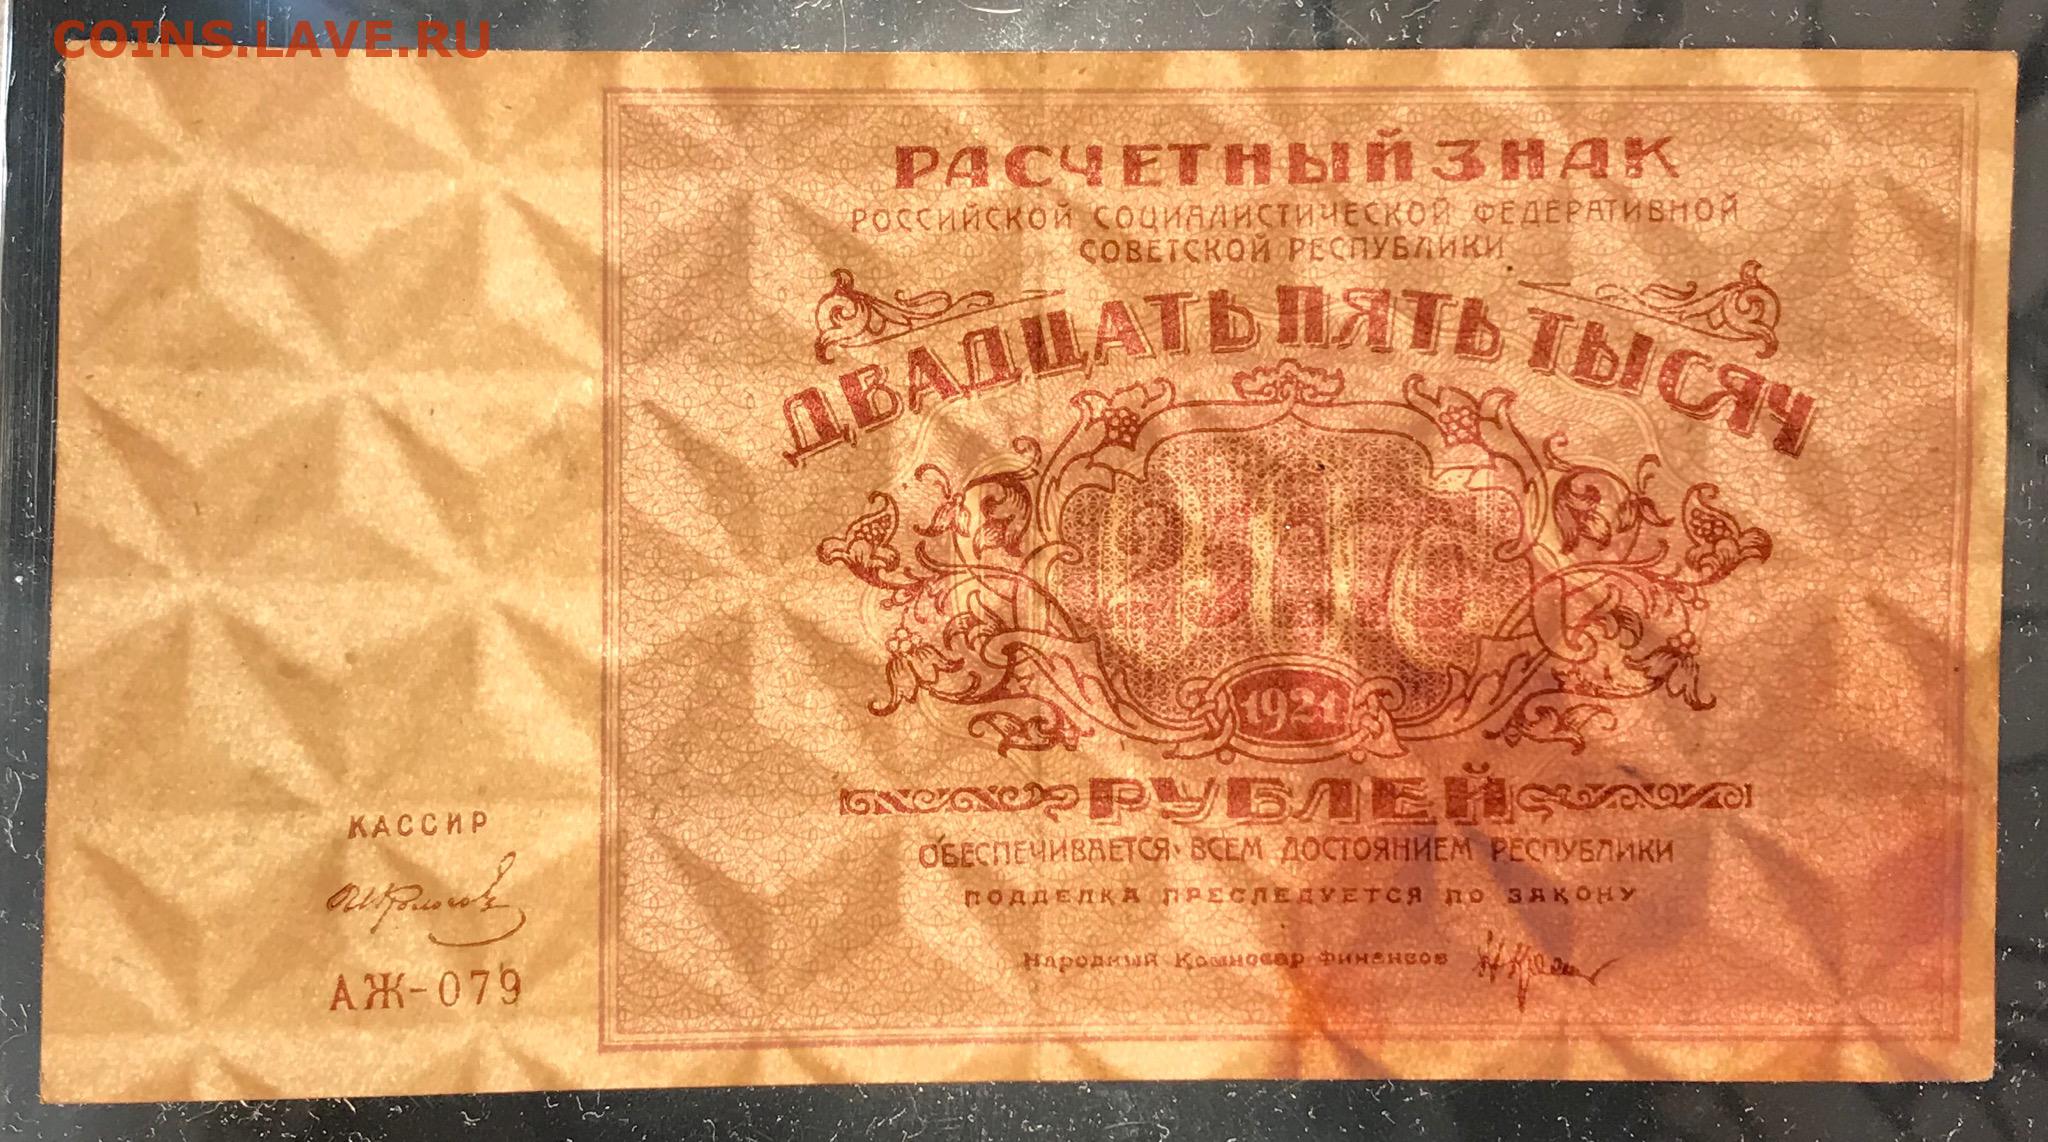 COINS.LAVE.RU
РАСЧЕТНЫЙ ЗНАК
РОССИЙСКОЙ СОЦИАЛИСТИЧЕСКОЙ ФЕДЕРАТИВНОЙ
СОВЕТСКОЙ РЕСПУБЛИКИ
ДВАДЦАТЬ ПЯТЬ ТЫСЯЧ
1921
РУБЛЕЙ
ОБЕСПЕЧИВАЕТСЯ ВСЕМ ДОСТОЯНИЕМ РЕСПУБЛИКИ
ПОДДЕЛКА ПРЕСЛЕДУЕТСЯ ПО ЗАКОНУ
Народный Комиссар Финансов
КАССИР
АЖ-079